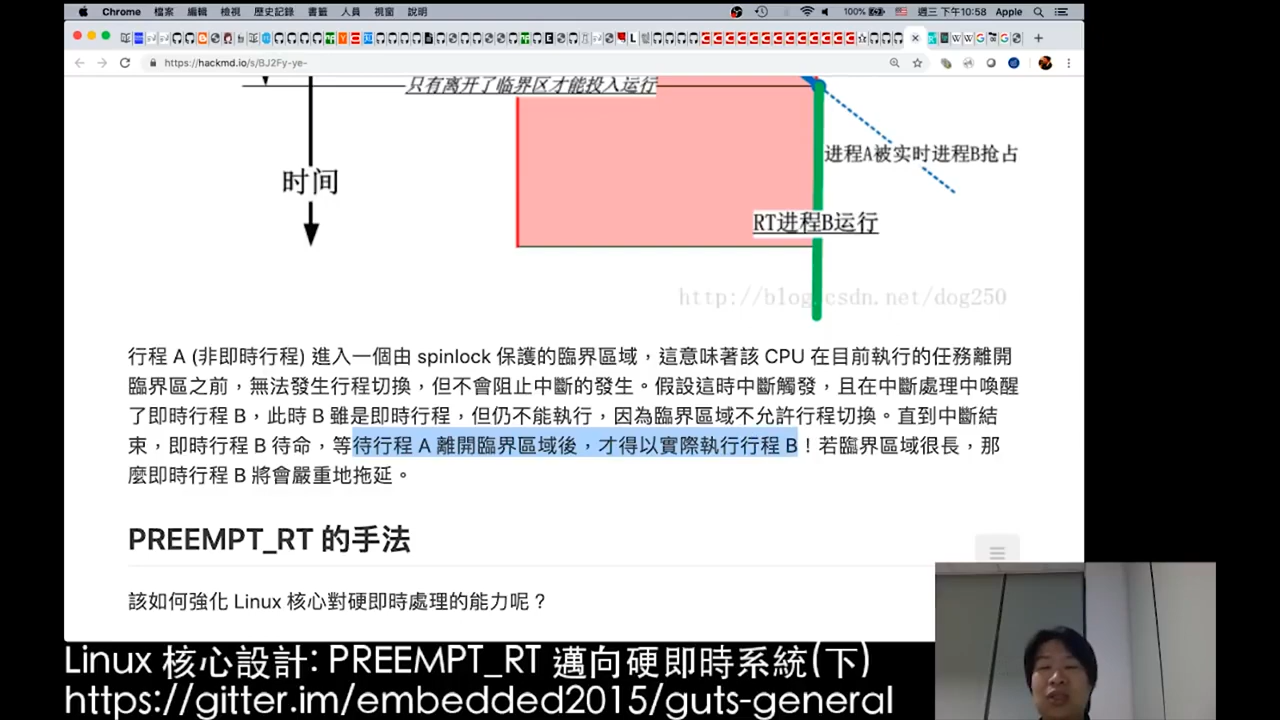 Chrome 檔案 編輯 檢視 歷史記錄 書籤 人員 視窗 說明 100% 週三 下午10:58 Apple
https://hackmd.io/s/BJ2Fy-ye-
只有离开了临界区才能投入运行
进程A被实时进程B抢占
时间
RT进程B运行
http://blog.csdn.net/dog250
行程 A (非即時行程) 進入一個由 spinlock 保護的臨界區域，這意味著該 CPU 在目前執行的任務離開
臨界區之前，無法發生行程切換，但不會阻止中斷的發生。假設這時中斷觸發，且在中斷處理中喚醒
了即時行程 B，此時 B 雖是即時行程，但仍不能執行，因為臨界區域不允許行程切換。直到中斷結
束，即時行程 B 待命，等待行程 A 離開臨界區域後，才得以實際執行行程 B！若臨界區域很長，那
麼即時行程 B 將會嚴重地拖延。
PREEMPT_RT 的手法
該如何強化 Linux 核心對硬即時處理的能力呢？
Linux 核心設計: PREEMPT_RT 邁向硬即時系統(下)
https://gitter.im/embedded2015/guts-general